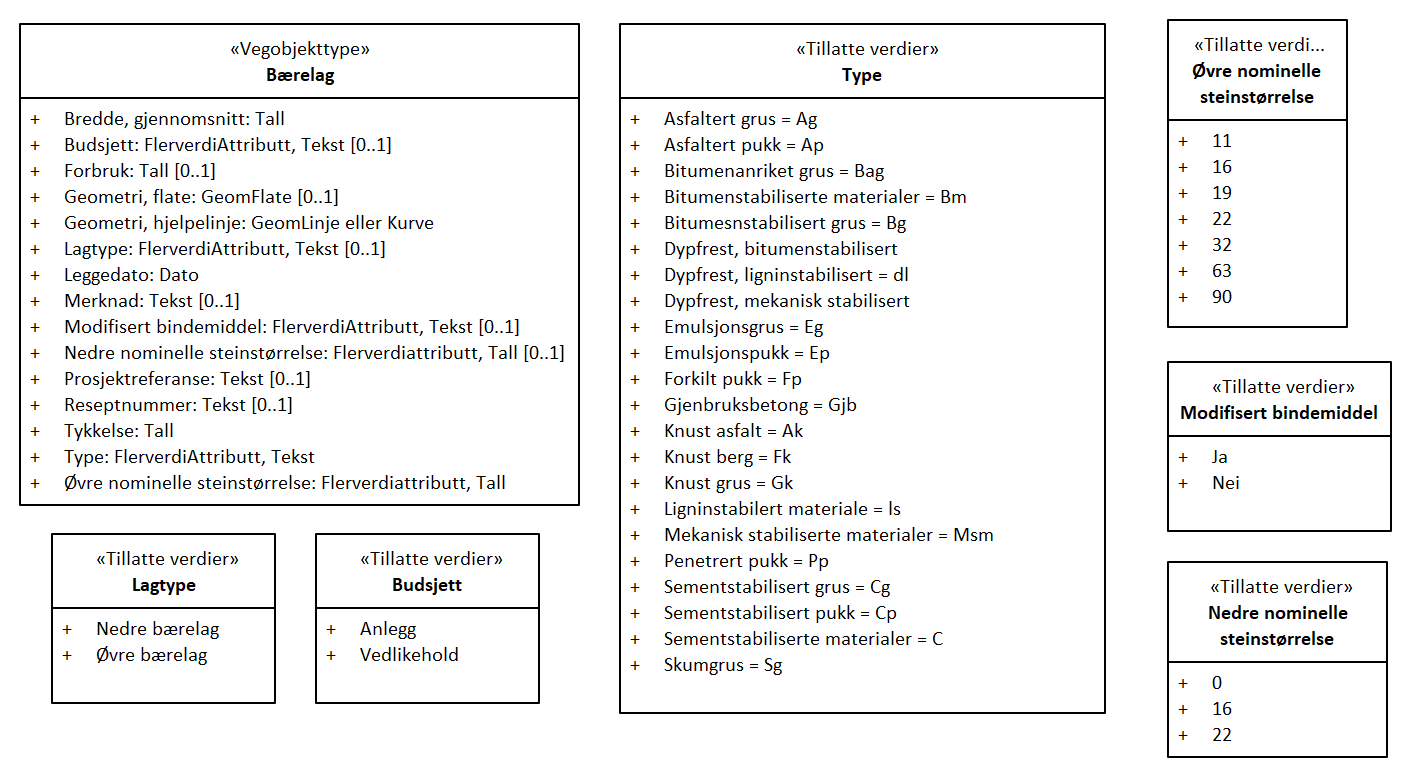 «Vegobjekttype»
Bærelag
+ Bredde, gjennomsnitt: Tall
+ Budsjett: FlerverdiAttributt, Tekst [0..1]
+ Forbruk: Tall [0..1]
+ Geometri, flate: GeomFlate [0..1]
+ Geometri, hjelpelinje: GeomLinje eller Kurve
+ Lagtype: FlerverdiAttributt, Tekst [0..1]
+ Leggedato: Dato
+ Merknad: Tekst [0..1]
+ Modifisert bindemiddel: FlerverdiAttributt, Tekst [0..1]
+ Nedre nominelle steinstørrelse: Flerverdiattributt, Tall [0..1]
+ Prosjektreferanse: Tekst [0..1]
+ Reseptnummer: Tekst [0..1]
+ Tykkelse: Tall
+ Type: FlerverdiAttributt, Tekst
+ Øvre nominelle steinstørrelse: Flerverdiattributt, Tall
«Tillatte verdier»
Lagtype
+ Nedre bærelag
+ Øvre bærelag
«Tillatte verdier»
Budsjett
+ Anlegg
+ Vedlikehold
«Tillatte verdier»
Type
+ Asfaltert grus = Ag
+ Asfaltert pukk = Ap
+ Bitumenanriket grus = Bag
+ Bitumenstabiliserte materialer = Bm
+ Bitumesnstabilisert grus = Bg
+ Dypfrest, bitumenstabilisert
+ Dypfrest, ligninstabilisert = dl
+ Dypfrest, mekanisk stabilisert
+ Emulsjonsgrus = Eg
+ Emulsjonspukk = Ep
+ Forkilt pukk = Fp
+ Gjenbruksbetong = Gjb
+ Knust asfalt = Ak
+ Knust berg = Fk
+ Knust grus = Gk
+ Ligninstabilert materiale = ls
+ Mekanisk stabiliserte materialer = Msm
+ Penetrert pukk = Pp
+ Sementstabilisert grus = Cg
+ Sementstabilisert pukk = Cp
+ Sementstabiliserte materialer = C
+ Skumgrus = Sg
«Tillatte verdi...
Øvre nominelle
steinstørrelse
+ 11
+ 16
+ 19
+ 22
+ 32
+ 63
+ 90
«Tillatte verdier»
Modifisert bindemiddel
+ Ja
+ Nei
«Tillatte verdier»
Nedre nominelle
steinstørrelse
+ 0
+ 16
+ 22